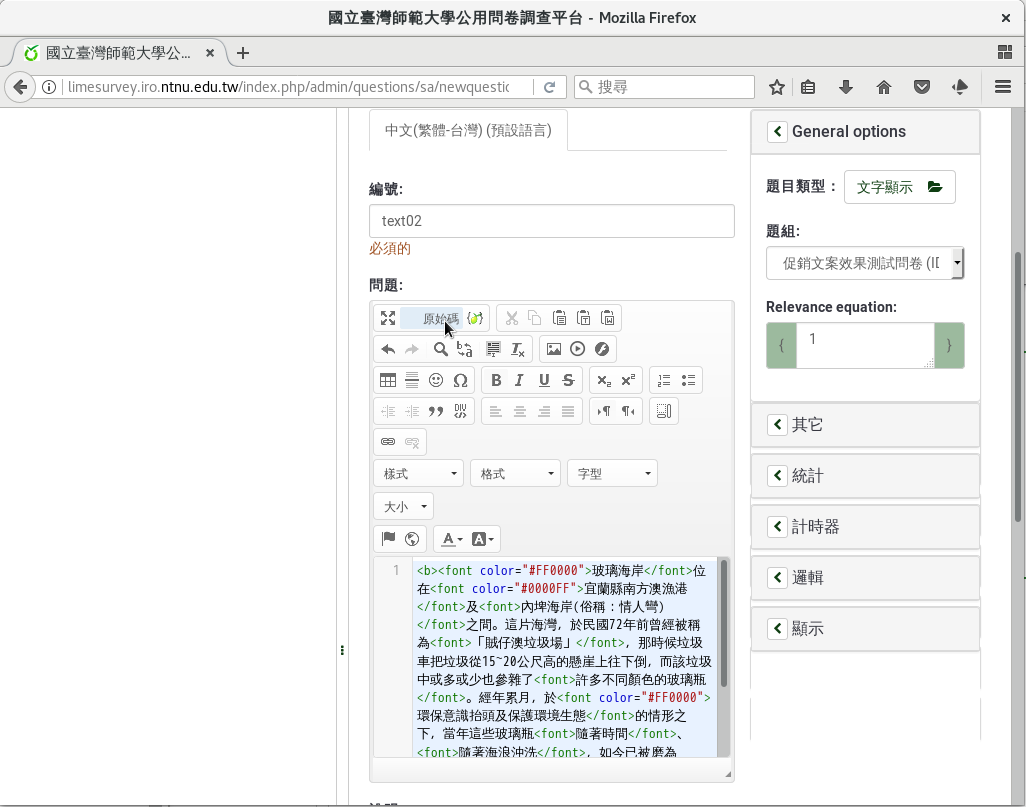 國立臺灣師範大學公用問卷調查平台 - Mozilla Firefox
國立臺灣師範大學公...
limesurvey.iro.ntnu.edu.tw/index.php/admin/questions/sa/newquestic
搜尋
中文(繁體-台灣) (預設語言)
編號:
text02
必須的
問題:
原始碼
樣式
格式
字型
大小
1
<b><font color="#FF0000">玻璃海岸</font>位
在<font color="#0000FF">宜蘭縣南方澳漁港
</font>及<font>內埤海岸(俗稱：情人彎)
</font>之間。這片海灣, 於民國72年前曾經被稱
為<font>「賊仔澳垃圾場」</font>, 那時候垃圾
車把垃圾從15~20公尺高的懸崖上往下倒, 而該垃圾
中或多或少也參雜了<font>許多不同顏色的玻璃瓶
</font>。經年累月, 於<font color="#FF0000">
環保意識抬頭及保護環境生態</font>的情形之
下, 當年這些玻璃瓶<font>隨著時間</font>、
<font>隨著海浪沖洗</font>, 如今已被磨為
General options
題目類型：
文字顯示
題組:
促銷文案效果測試問卷 (II
Relevance equation:
{ 1 }
其它
統計
計時器
邏輯
顯示